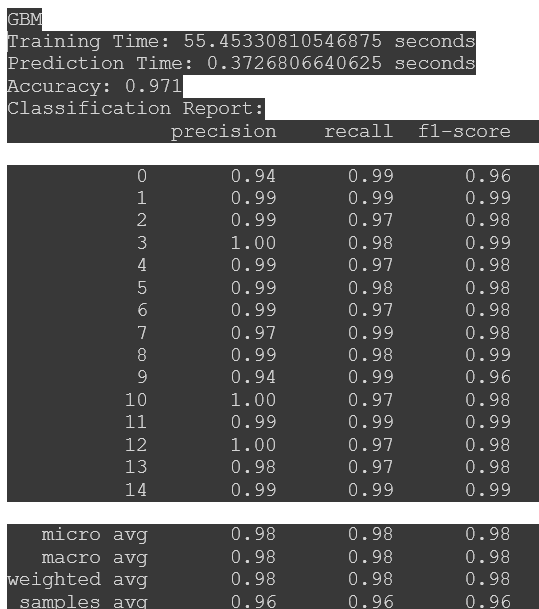 GBM
Training Time: 55.45330810546875 seconds
Prediction Time: 0.3726806640625 seconds
Accuracy: 0.971
Classification Report:
precision recall f1-score
0 0.94 0.99 0.96
1 0.99 0.99 0.99
2 0.99 0.97 0.98
3 1.00 0.98 0.99
4 0.99 0.97 0.98
5 0.99 0.98 0.98
6 0.99 0.97 0.98
7 0.97 0.99 0.98
8 0.99 0.98 0.99
9 0.94 0.99 0.96
10 1.00 0.97 0.98
11 0.99 0.99 0.99
12 1.00 0.97 0.98
13 0.98 0.97 0.98
14 0.99 0.99 0.99
micro avg 0.98 0.98 0.98
macro avg 0.98 0.98 0.98
weighted avg 0.98 0.98 0.98
samples avg 0.96 0.96 0.96